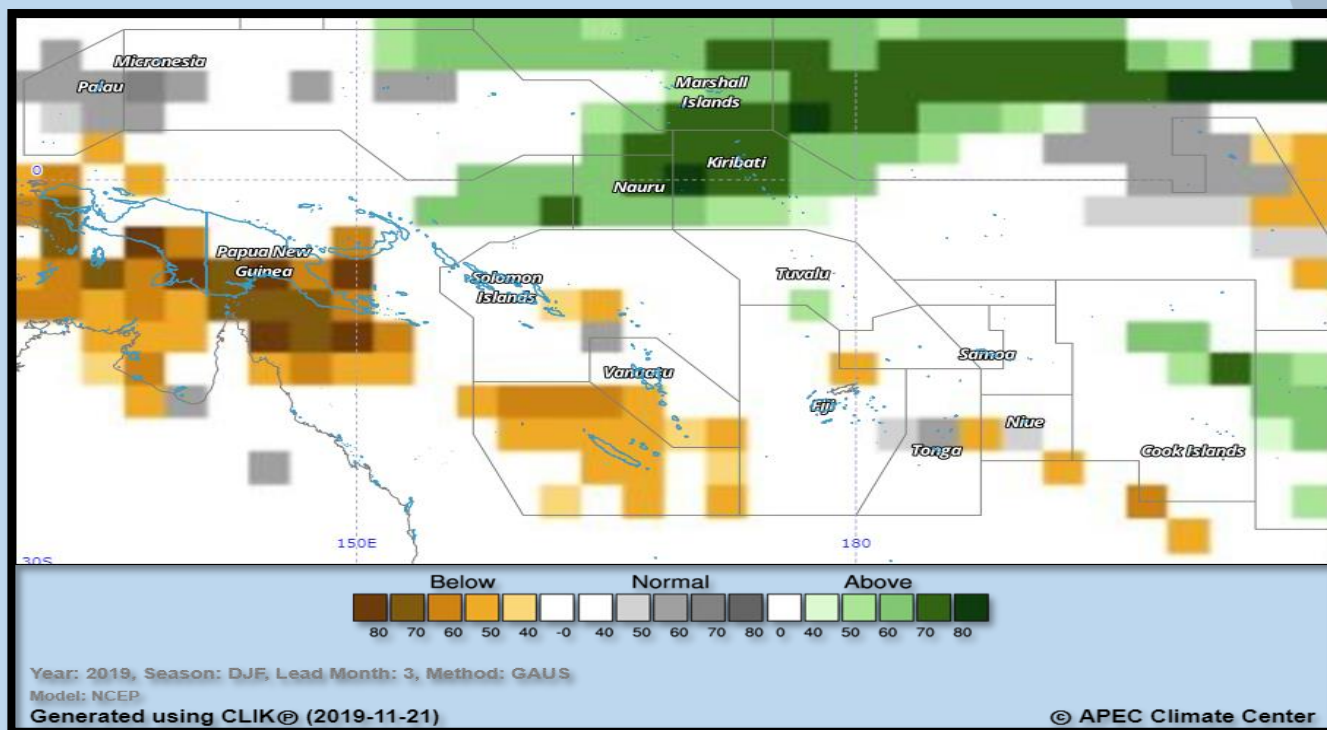 Micronesia
Palau
Marshall
Islands
0
Kiribati
Nauru
Papua New
Guinea
Solomon
Islands
Tuvalu
Samoa
Vanuatu
Fiji
Niue
Tonga
Cook Islands
150E
180
30S
Below Normal Above
80 70 60 50 40 -0 40 50 60 70 80 0 40 50 60 70 80
Year: 2019, Season: DJF, Lead Month: 3, Method: GAUS
Model: NCEP
Generated using CLIK℗ (2019-11-21)
© APEC Climate Center